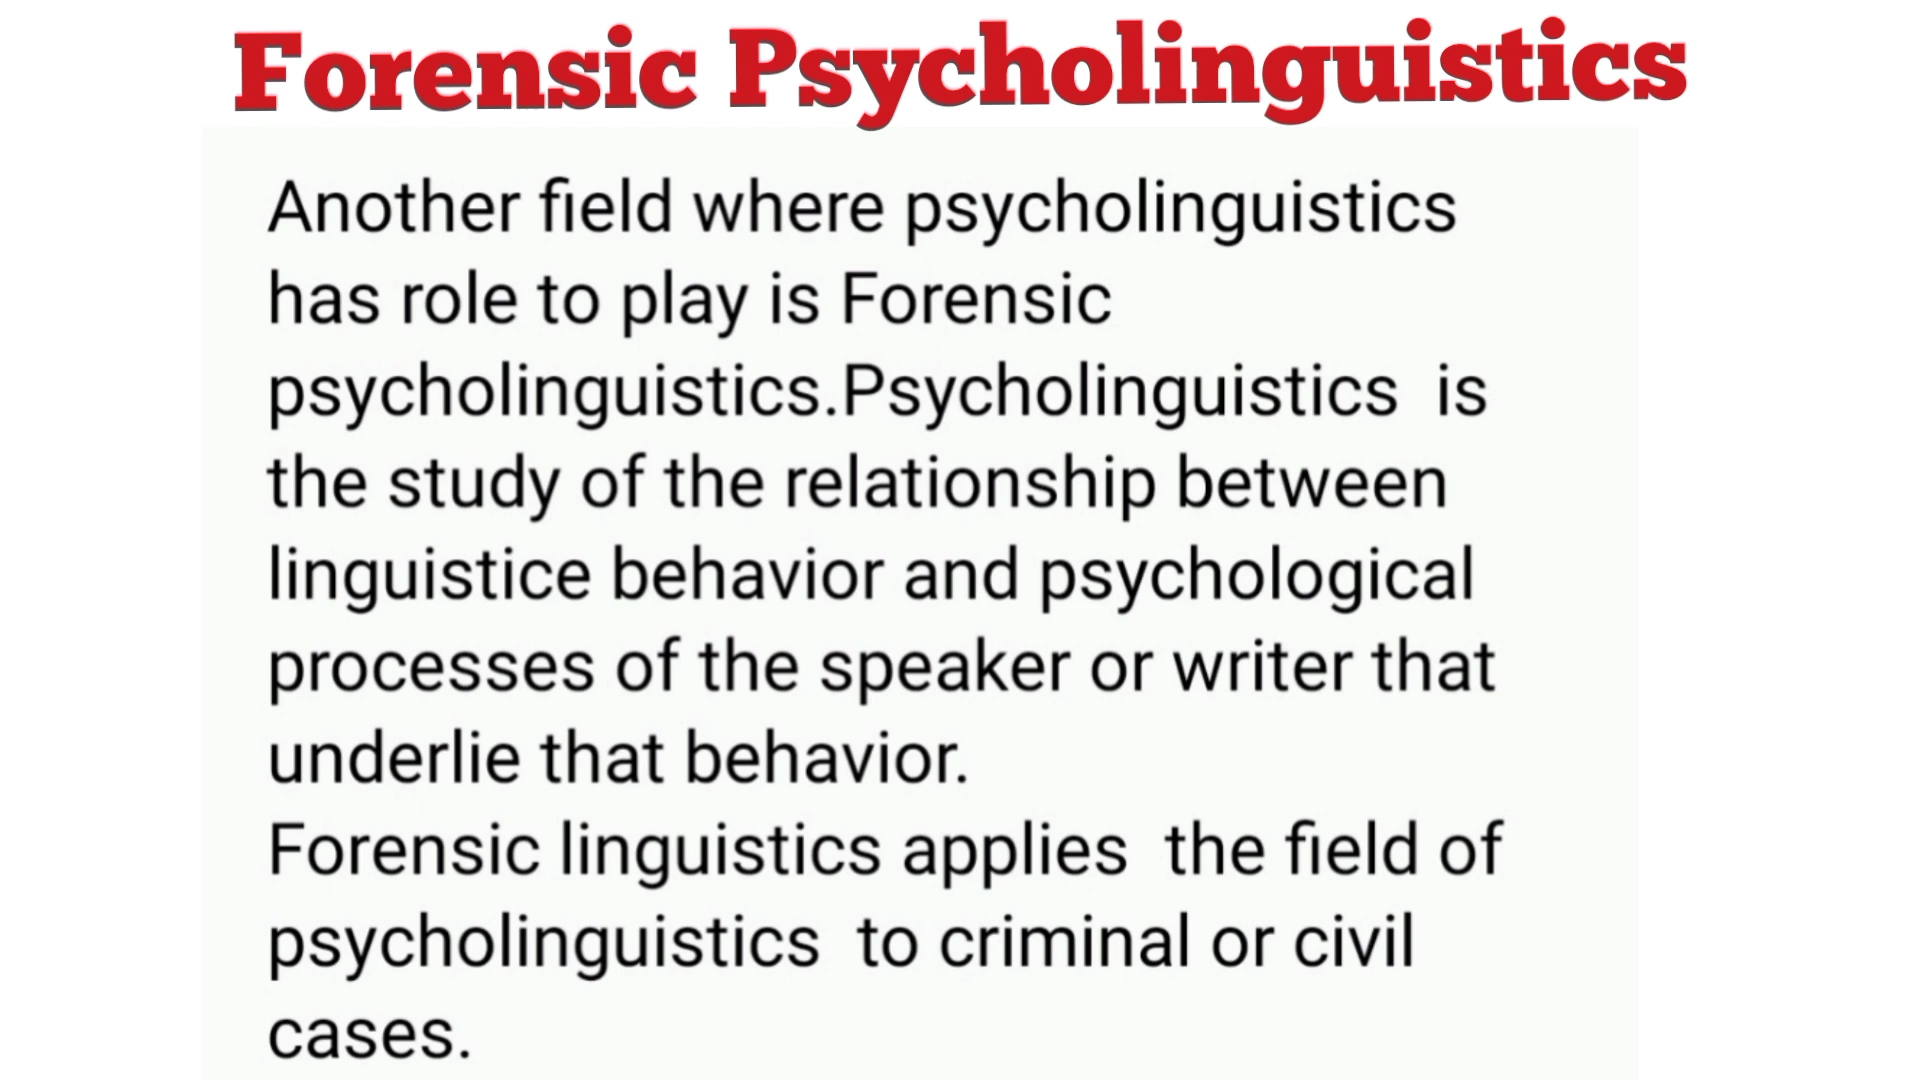 Forensic Psycholinguistics
Another field where psycholinguistics
has role to play is Forensic
psycholinguistics.Psycholinguistics  is
the study of the relationship between
linguistice behavior and psychological
processes of the speaker or writer that
underlie that behavior.
Forensic linguistics applies  the field of
psycholinguistics  to criminal or civil
cases.